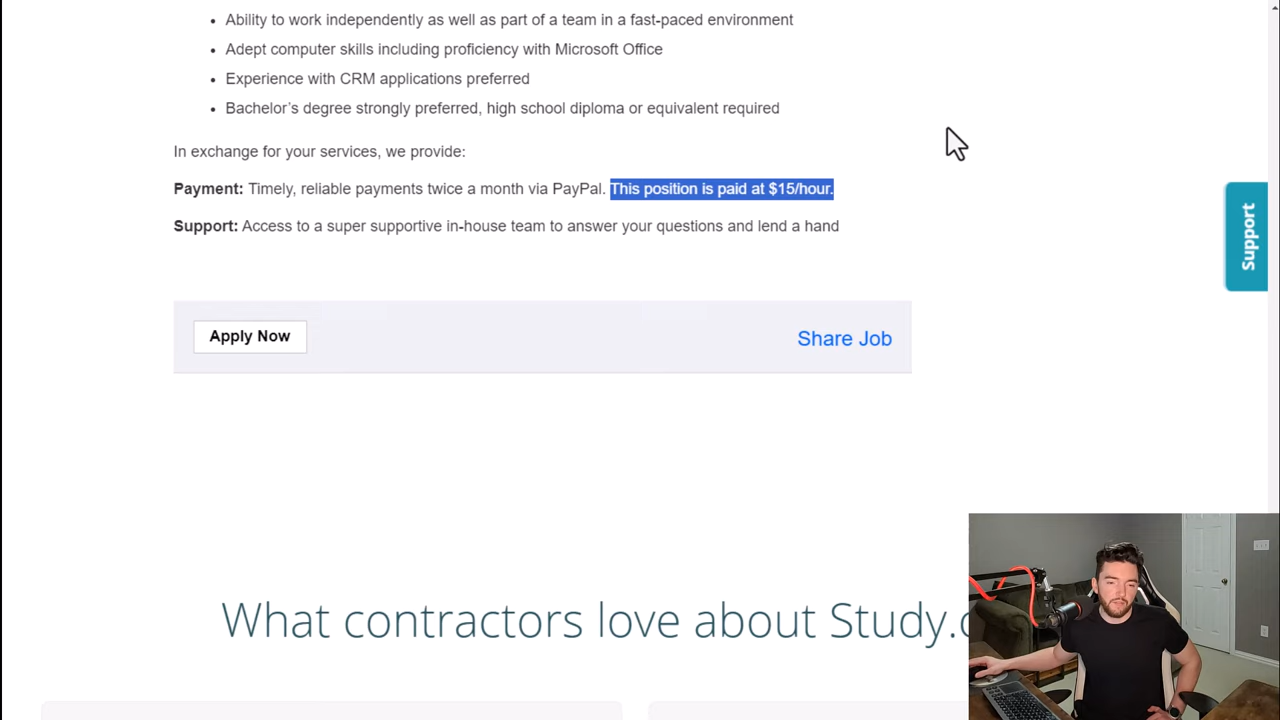 Ability to work independently as well as part of a team in a fast-paced environment
Adept computer skills including proficiency with Microsoft Office
Experience with CRM applications preferred
Bachelor’s degree strongly preferred, high school diploma or equivalent required
In exchange for your services, we provide:
Payment: Timely, reliable payments twice a month via PayPal. This position is paid at $15/hour.
Support: Access to a super supportive in-house team to answer your questions and lend a hand
Support
Apply Now
Share Job
What contractors love about Study.